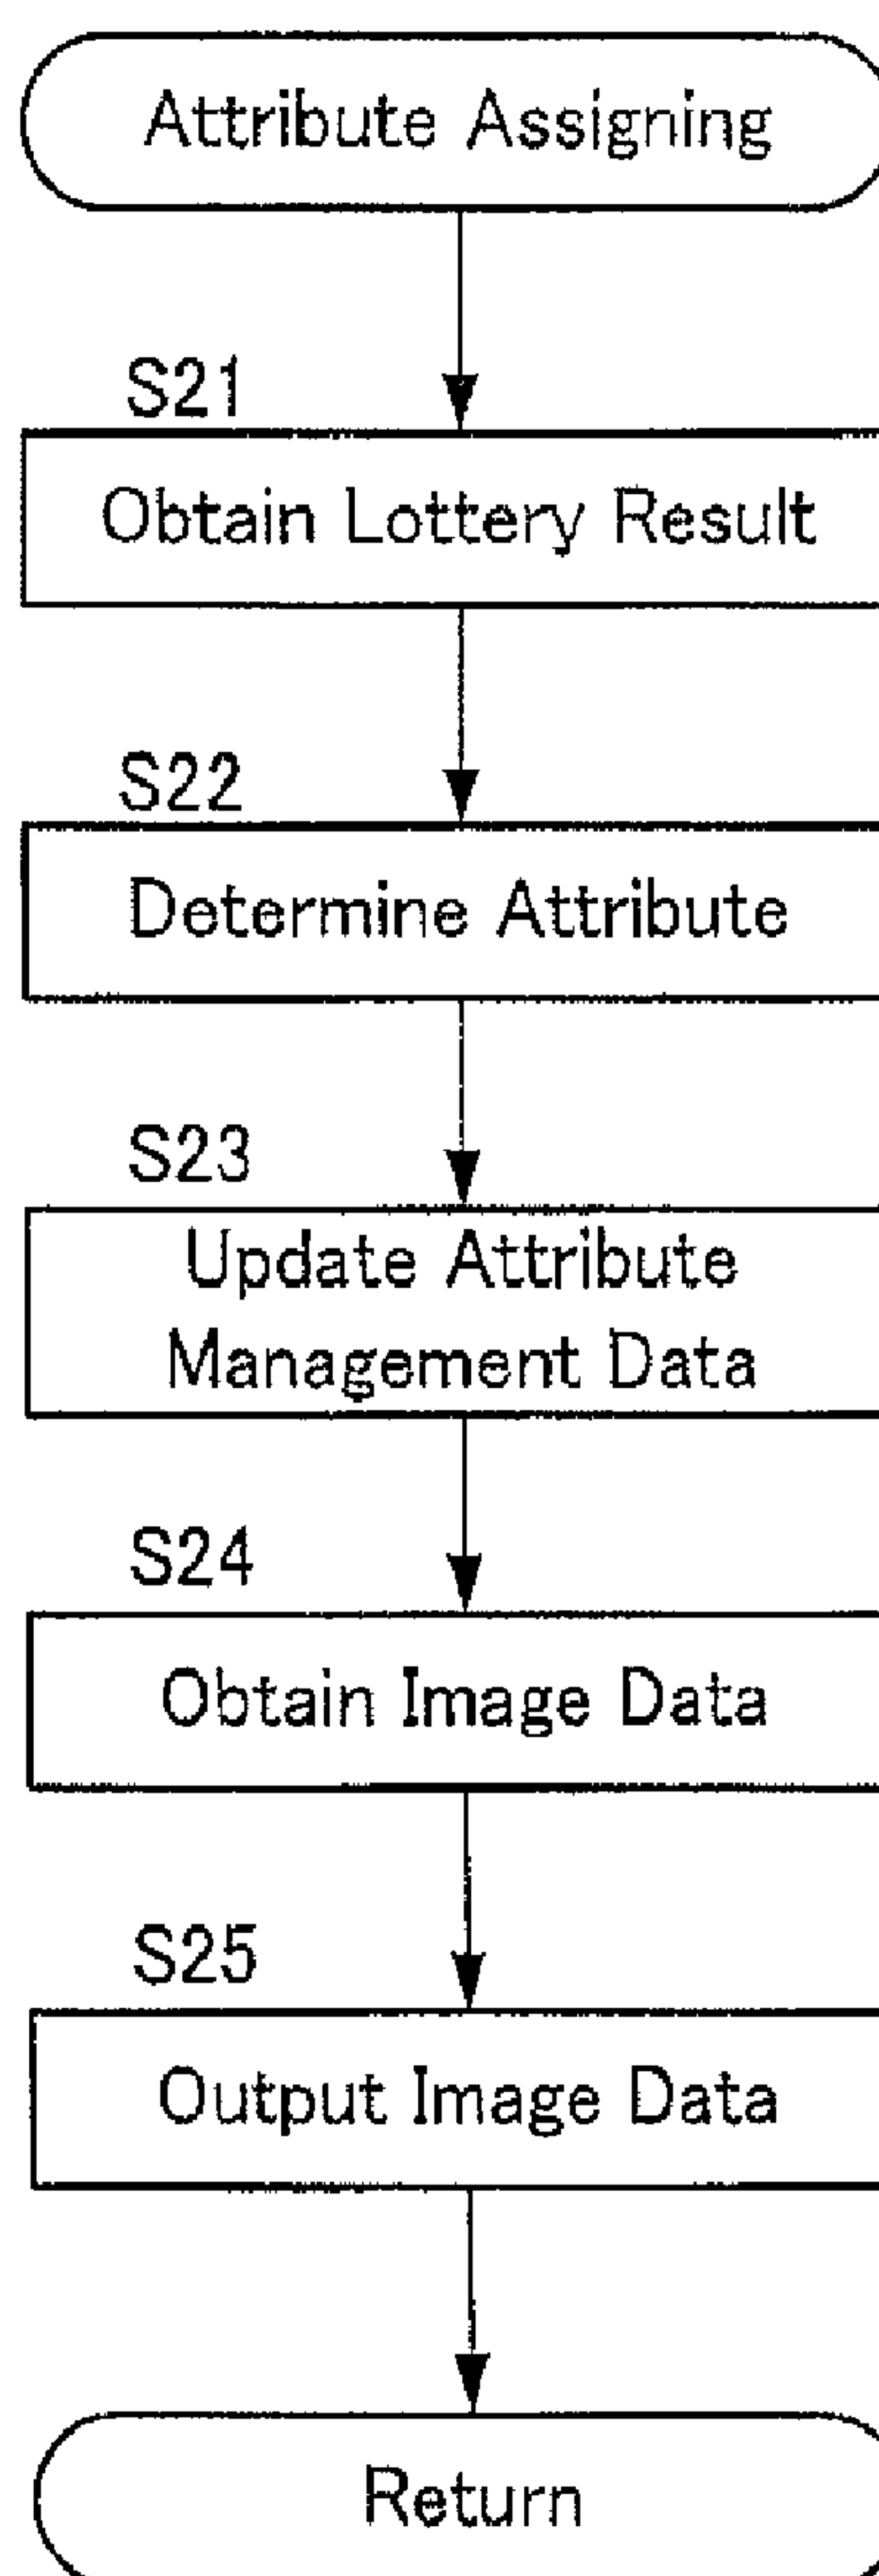 Attribute Assigning
S21
Obtain Lottery Result
S22
Determine Attribute
S23
Update Attribute
Management Data
S24
Obtain Image Data
S25
Output Image Data
Return